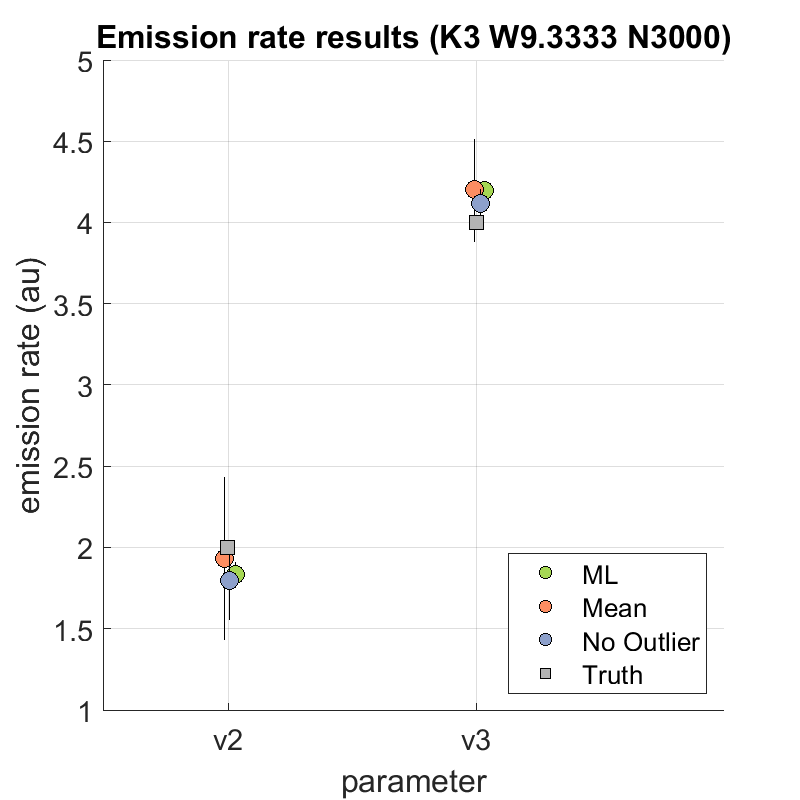 Emission rate results (K3 W9.3333 N3000)
5
4.5
4
3.5
3
2.5
2
1.5
1
emission rate (au)
v2
v3
parameter
ML
Mean
No Outlier
Truth